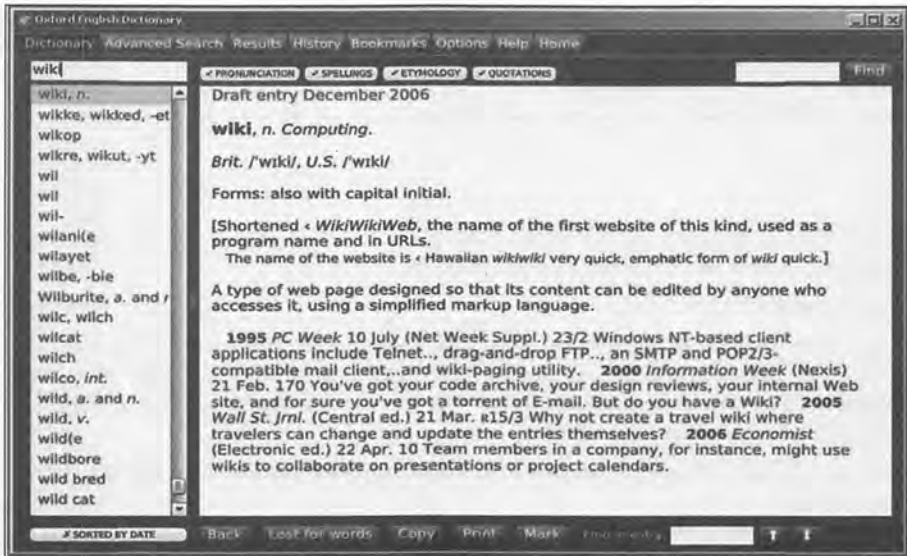 Oxford English Dictionary
Dictionary Advanced Search Results History Bookmarks Options Help Home
wiki
✓ PRONUNCIATION ✓ SPELLINGS ✓ ETYMOLOGY ✓ QUOTATIONS
Find
wiki, n.
wikke, wikked, -et
wikop
wikre, wikut, -yt
wil
wil
wil-
wilani(e
wilayet
wilbe, -bie
Wilburite, a. and n
wilc, wilch
wilcat
wilch
wilco, int.
wild, a. and n.
wild, v.
wild(e
wildbore
wild bred
wild cat
Draft entry December 2006
wiki, n. Computing.
Brit. /ˈwɪki/, U.S. /ˈwɪki/
Forms: also with capital initial.
[Shortened < WikiWikiWeb, the name of the first website of this kind, used as a
program name and in URLs.
The name of the website is < Hawaiian wikiwiki very quick, emphatic form of wiki quick.]
A type of web page designed so that its content can be edited by anyone who
accesses it, using a simplified markup language.
1995 PC Week 10 July (Net Week Suppl.) 23/2 Windows NT-based client
applications include Telnet.., drag-and-drop FTP.., an SMTP and POP2/3-
compatible mail client,..and wiki-paging utility. 2000 Information Week (Nexis)
21 Feb. 170 You've got your code archive, your design reviews, your internal Web
site, and for sure you've got a torrent of E-mail. But do you have a Wiki? 2005
Wall St. Jrnl. (Central ed.) 21 Mar. R15/3 Why not create a travel wiki where
travelers can change and update the entries themselves? 2006 Economist
(Electronic ed.) 22 Apr. 10 Team members in a company, for instance, might use
wikis to collaborate on presentations or project calendars.
✗ SORTED BY DATE
Back Lost for words Copy Print Mark Find in entry